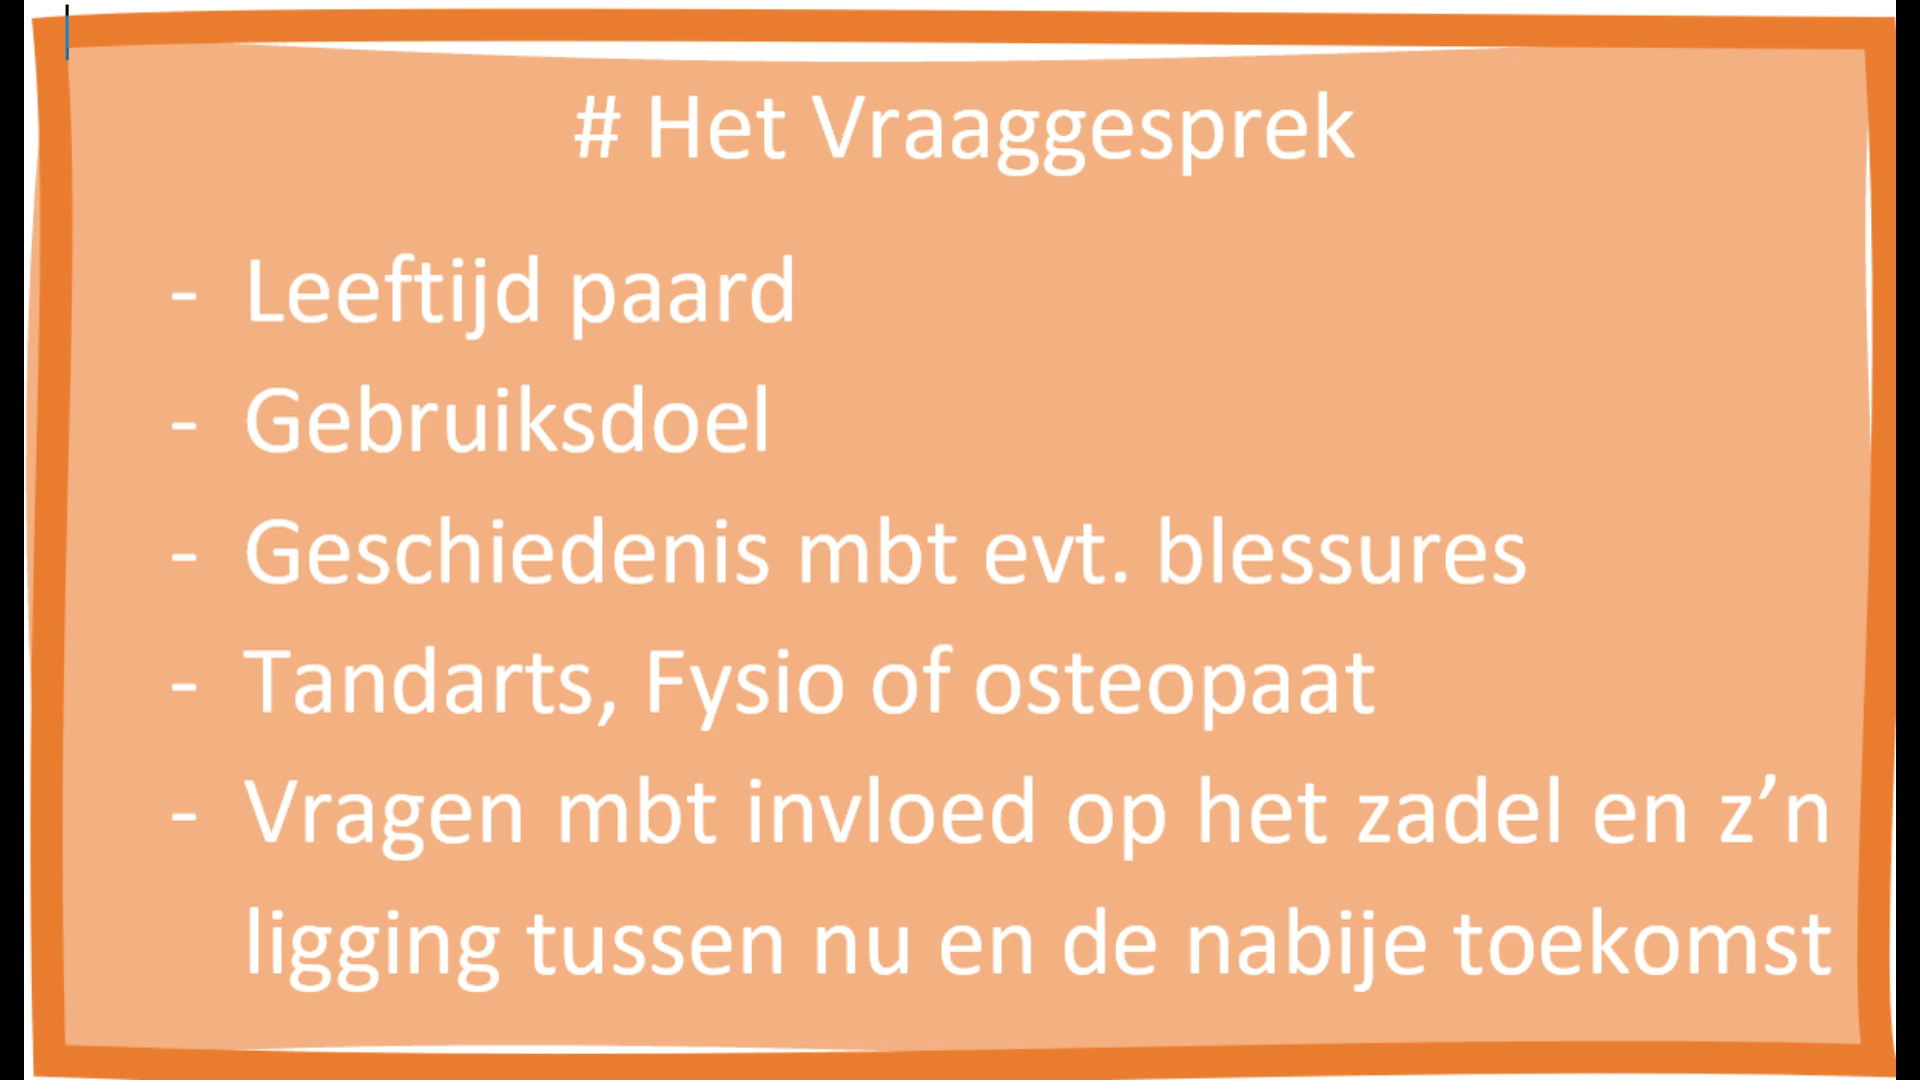 # Het Vraaggesprek
- Leeftijd paard
- Gebruiksdoel
- Geschiedenis mbt evt. blessures
- Tandarts, Fysio of osteopaat
- Vragen mbt invloed op het zadel en z’n
ligging tussen nu en de nabije toekomst